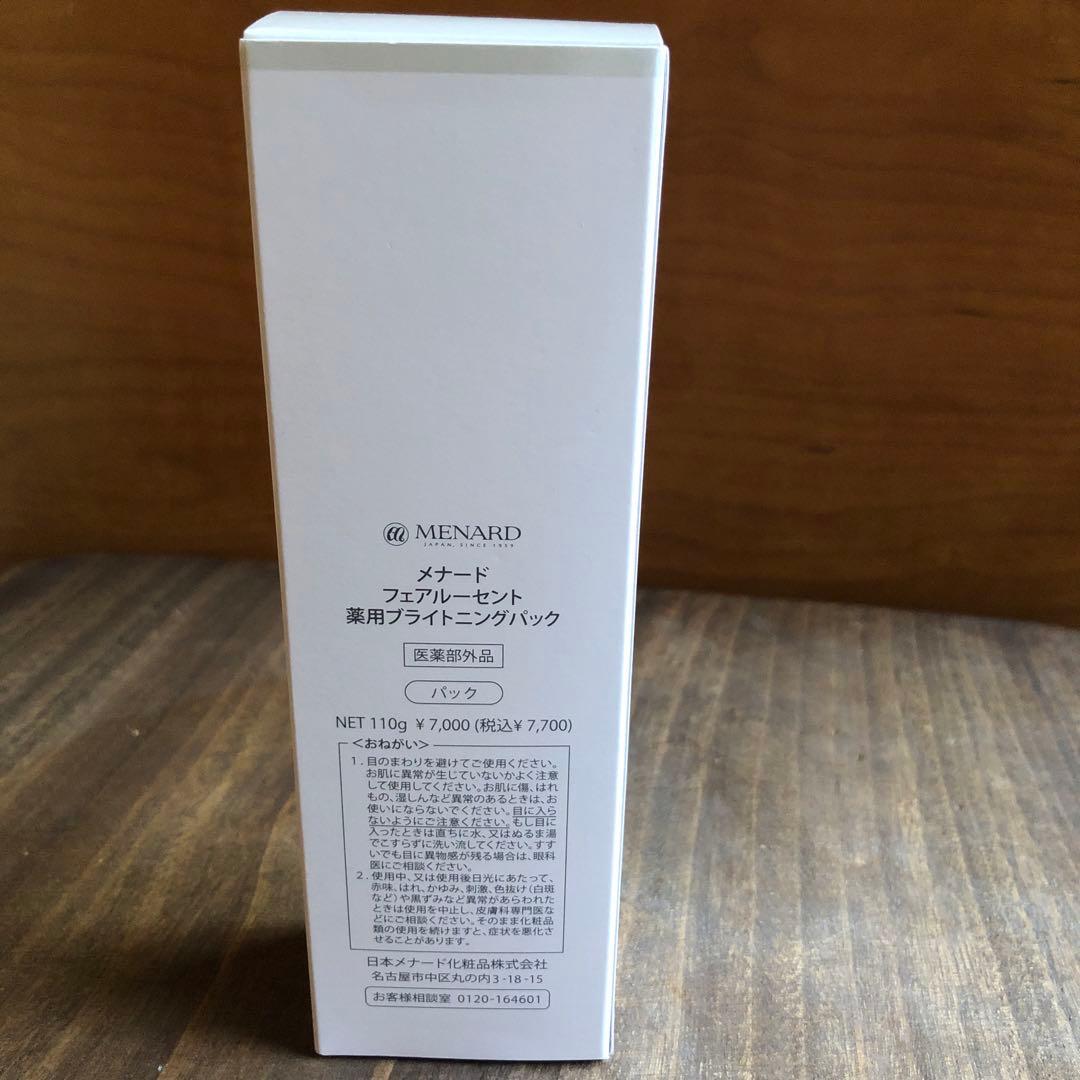 MENARD
JAPAN, SINCE 1959
メナード
フェアルーセント
薬用ブライトニングパック
医薬部外品
パック
NET 110g ¥7,000 (税込¥7,700)
<おねがい>
1. 目のまわりを避けてご使用ください。
お肌に異常が生じていないかよく注意
して使用してください。お肌に傷、はれ
もの、湿しんなど異常のあるときは、お
使いにならないでください。目に入ら
ないようにご注意ください。もし目に
入ったときは直ちに水、又はぬるま湯
でこすらずに洗い流してください。すす
いでも目に異物感が残る場合は、眼科
医にご相談ください。
2. 使用中、又は使用後日光にあたって、
赤味、はれ、かゆみ、刺激、色抜け(白斑
など)や黒ずみなど異常があらわれた
ときは使用を中止し、皮膚科専門医な
どにご相談ください。そのまま化粧品
類の使用を続けますと、症状を悪化さ
せることがあります。
日本メナード化粧品株式会社
名古屋市中区丸の内3-18-15
お客様相談室 0120-164601